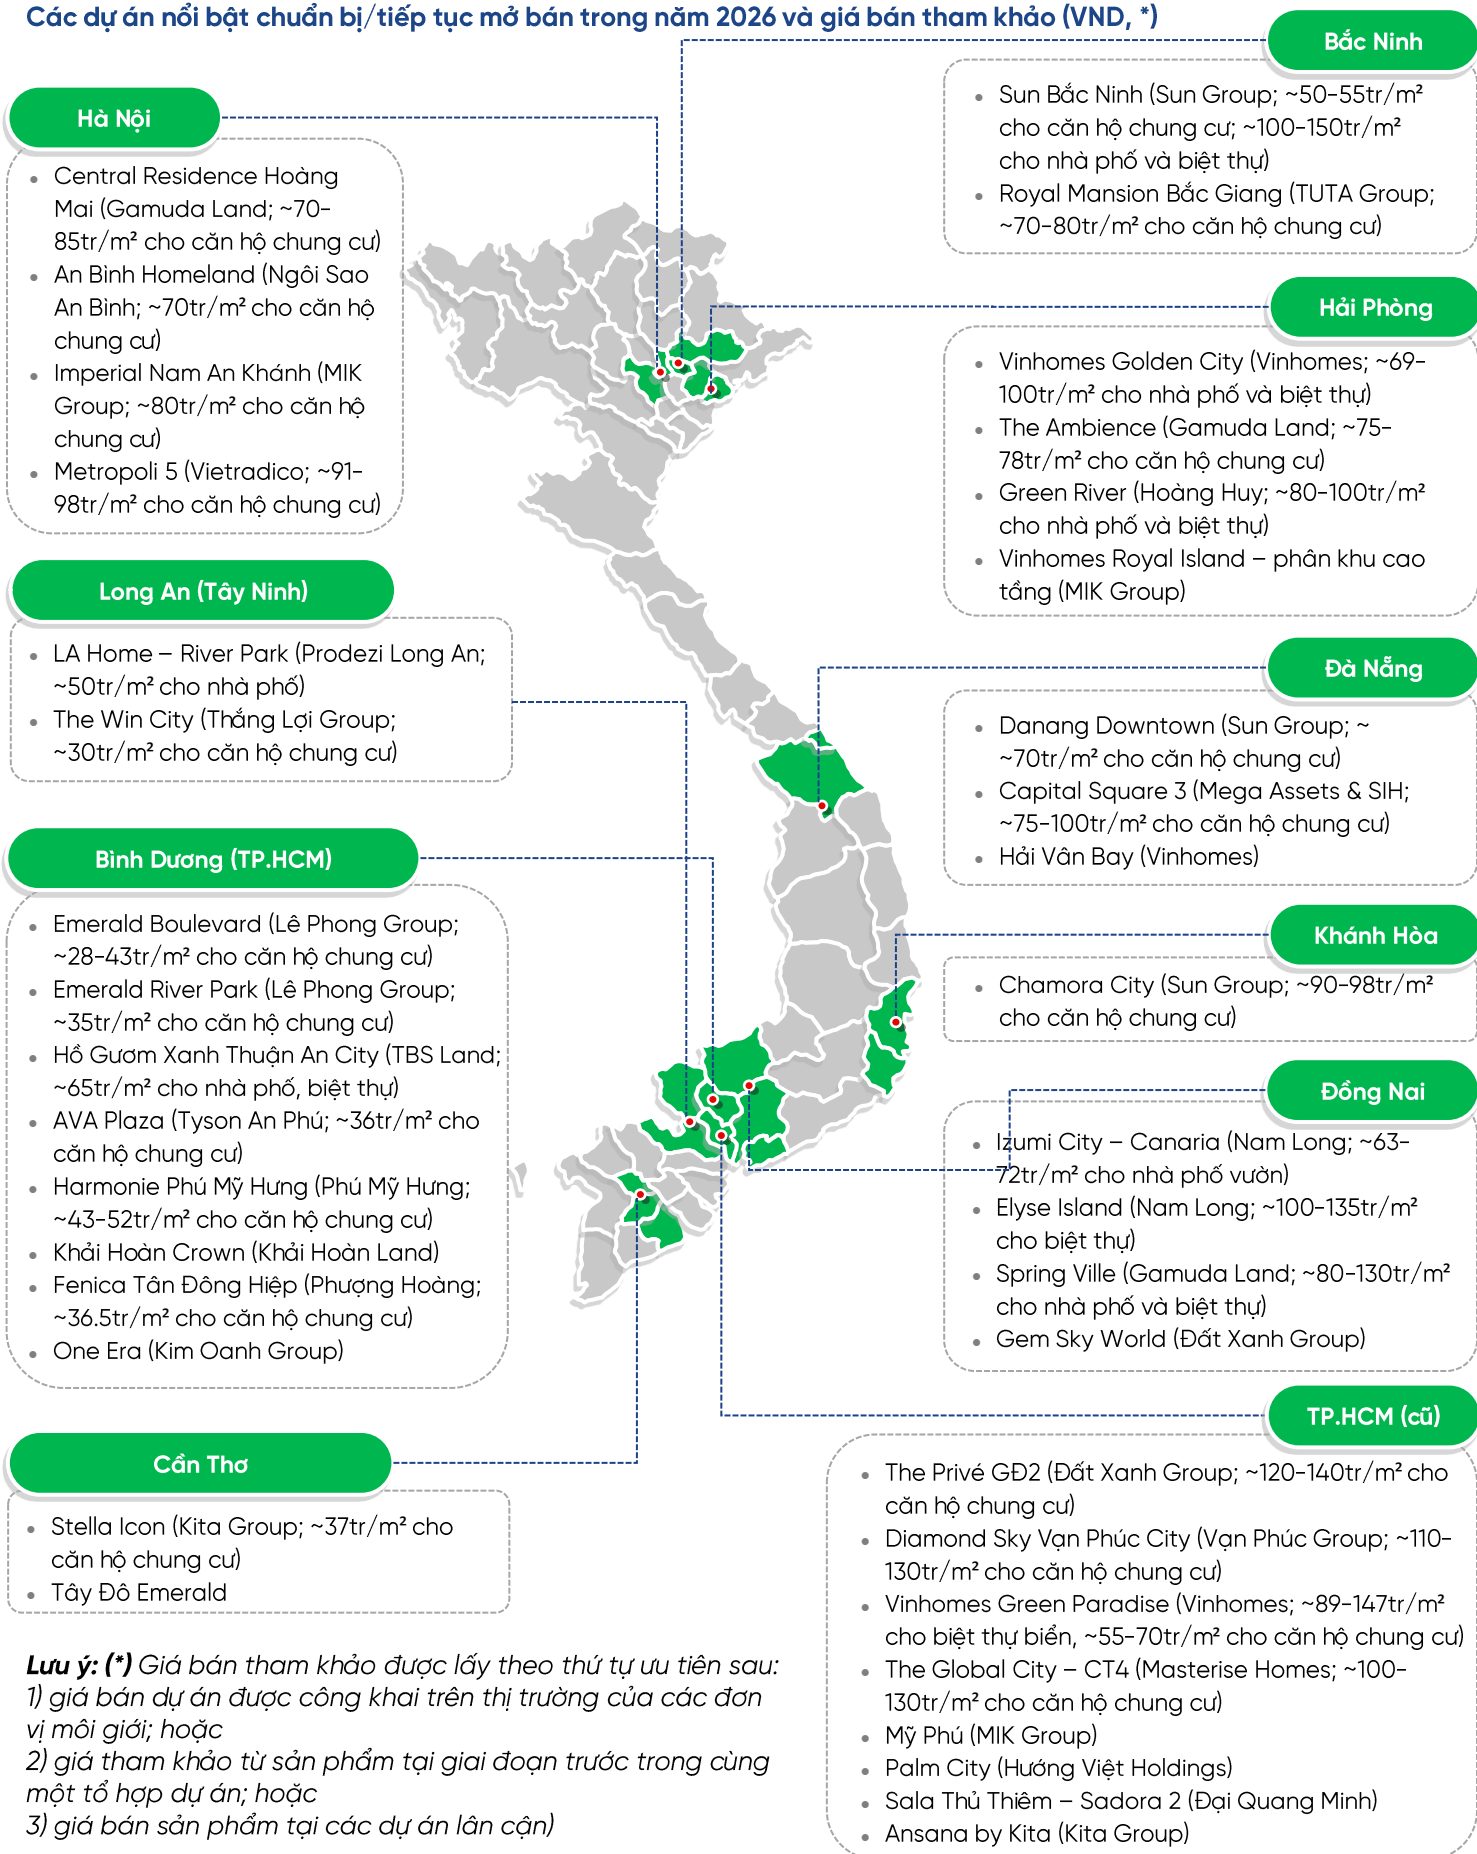 Các dự án nổi bật chuẩn bị/tiếp tục mở bán trong năm 2026 và giá bán tham khảo (VND, *)
Hà Nội
Central Residence Hoàng
Mai (Gamuda Land; ~70-
85tr/m² cho căn hộ chung cư)
An Bình Homeland (Ngôi Sao
An Bình; ~70tr/m² cho căn hộ
chung cư)
Imperial Nam An Khánh (MIK
Group; ~80tr/m² cho căn hộ
chung cư)
Metropoli 5 (Vietradico; ~91-
98tr/m² cho căn hộ chung cư)
Long An (Tây Ninh)
LA Home – River Park (Prodezi Long An;
~50tr/m² cho nhà phố)
The Win City (Thắng Lợi Group;
~30tr/m² cho căn hộ chung cư)
Bình Dương (TP.HCM)
Emerald Boulevard (Lê Phong Group;
~28-43tr/m² cho căn hộ chung cư)
Emerald River Park (Lê Phong Group;
~35tr/m² cho căn hộ chung cư)
Hồ Gươm Xanh Thuận An City (TBS Land;
~65tr/m² cho nhà phố, biệt thự)
AVA Plaza (Tyson An Phú; ~36tr/m² cho
căn hộ chung cư)
Harmonie Phú Mỹ Hưng (Phú Mỹ Hưng;
~43-52tr/m² cho căn hộ chung cư)
Khải Hoàn Crown (Khải Hoàn Land)
Fenica Tân Đông Hiệp (Phượng Hoàng;
~36.5tr/m² cho căn hộ chung cư)
One Era (Kim Oanh Group)
Cần Thơ
Stella Icon (Kita Group; ~37tr/m² cho
căn hộ chung cư)
Tây Đô Emerald
Lưu ý: (*) Giá bán tham khảo được lấy theo thứ tự ưu tiên sau:
1) giá bán dự án được công khai trên thị trường của các đơn
vị môi giới; hoặc
2) giá tham khảo từ sản phẩm tại giai đoạn trước trong cùng
một tổ hợp dự án; hoặc
3) giá bán sản phẩm tại các dự án lân cận)
Bắc Ninh
Sun Bắc Ninh (Sun Group; ~50-55tr/m²
cho căn hộ chung cư; ~100-150tr/m²
cho nhà phố và biệt thự)
Royal Mansion Bắc Giang (TUTA Group;
~70-80tr/m² cho căn hộ chung cư)
Hải Phòng
Vinhomes Golden City (Vinhomes; ~69-
100tr/m² cho nhà phố và biệt thự)
The Ambience (Gamuda Land; ~75-
78tr/m² cho căn hộ chung cư)
Green River (Hoàng Huy; ~80-100tr/m²
cho nhà phố và biệt thự)
Vinhomes Royal Island – phân khu cao
tầng (MIK Group)
Đà Nẵng
Danang Downtown (Sun Group; ~
~70tr/m² cho căn hộ chung cư)
Capital Square 3 (Mega Assets & SIH;
~75-100tr/m² cho căn hộ chung cư)
Hải Vân Bay (Vinhomes)
Khánh Hòa
Chamora City (Sun Group; ~90-98tr/m²
cho căn hộ chung cư)
Đồng Nai
Izumi City – Canaria (Nam Long; ~63-
72tr/m² cho nhà phố vườn)
Elyse Island (Nam Long; ~100-135tr/m²
cho biệt thự)
Spring Ville (Gamuda Land; ~80-130tr/m²
cho nhà phố và biệt thự)
Gem Sky World (Đất Xanh Group)
TP.HCM (cũ)
The Privé GĐ2 (Đất Xanh Group; ~120-140tr/m² cho
căn hộ chung cư)
Diamond Sky Vạn Phúc City (Vạn Phúc Group; ~110-
130tr/m² cho căn hộ chung cư)
Vinhomes Green Paradise (Vinhomes; ~89-147tr/m²
cho biệt thự biển, ~55-70tr/m² cho căn hộ chung cư)
The Global City – CT4 (Masterise Homes; ~100-
130tr/m² cho căn hộ chung cư)
Mỹ Phú (MIK Group)
Palm City (Hướng Việt Holdings)
Sala Thủ Thiêm – Sadora 2 (Đại Quang Minh)
Ansana by Kita (Kita Group)